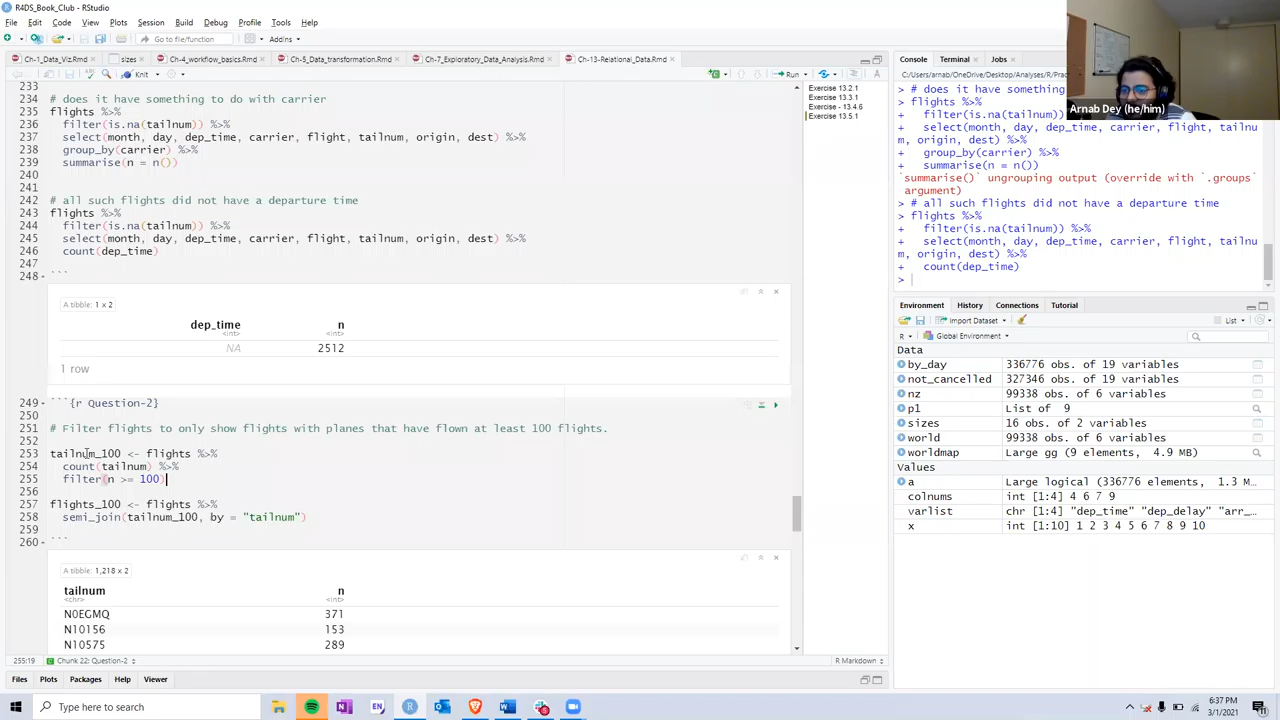 R4DS_Book_Club - RStudio
File Edit Code View Plots Session Build Debug Profile Tools Help
Go to file/function
Addins
Ch-1_Data_Viz.Rmd
sizes
Ch-4_workflow_basics.Rmd
Ch-5_Data_transformation.Rmd
Ch-7_Exploratory_Data_Analysis.Rmd
Ch-13-Relational_Data.Rmd
Knit
Run
233
234 # does it have something to do with carrier
235 flights %>%
236 filter(is.na(tailnum)) %>%
237 select(month, day, dep_time, carrier, flight, tailnum, origin, dest) %>%
238 group_by(carrier) %>%
239 summarise(n = n())
240
241
242 # all such flights did not have a departure time
243 flights %>%
244 filter(is.na(tailnum)) %>%
245 select(month, day, dep_time, carrier, flight, tailnum, origin, dest) %>%
246 count(dep_time)
247
248 ```
A tibble: 1 x 2
dep_time n
<int> <int>
NA 2512
1 row
249 ```{r Question-2}
250
251 # Filter flights to only show flights with planes that have flown at least 100 flights.
252
253 tailnum_100 <- flights %>%
254 count(tailnum) %>%
255 filter(n >= 100)
256
257 flights_100 <- flights %>%
258 semi_join(tailnum_100, by = "tailnum")
259
260 ```
A tibble: 1,218 x 2
tailnum n
<chr> <int>
N0EGMQ 371
N10156 153
N10575 289
255:19 Chunk 22: Question-2 R Markdown
Files Plots Packages Help Viewer
Exercise 13.2.1
Exercise 13.3.1
Exercise - 13.4.6
Exercise 13.5.1
Console Terminal Jobs
C:/Users/arnab/OneDrive/Desktop/Analyses/R/Prac
> # does it have something
> flights %>%
+ filter(is.na(tailnum))
+ select(month, day, dep_time, carrier, flight, tailnu
m, origin, dest) %>%
+ group_by(carrier) %>%
+ summarise(n = n())
`summarise()` ungrouping output (override with `.groups`
argument)
> # all such flights did not have a departure time
> flights %>%
+ filter(is.na(tailnum)) %>%
+ select(month, day, dep_time, carrier, flight, tailnu
m, origin, dest) %>%
+ count(dep_time)
>
Arnab Dey (he/him)
Environment History Connections Tutorial
Import Dataset List
R Global Environment
Data
by_day 336776 obs. of 19 variables
not_cancelled 327346 obs. of 19 variables
nz 99338 obs. of 6 variables
p1 List of 9
sizes 16 obs. of 2 variables
world 99338 obs. of 6 variables
worldmap Large gg (9 elements, 4.9 MB)
Values
a Large logical (336776 elements, 1.3 M…
colnums int [1:4] 4 6 7 9
varlist chr [1:4] "dep_time" "dep_delay" "arr_…
x int [1:10] 1 2 3 4 5 6 7 8 9 10
Type here to search
6:37 PM
3/1/2021